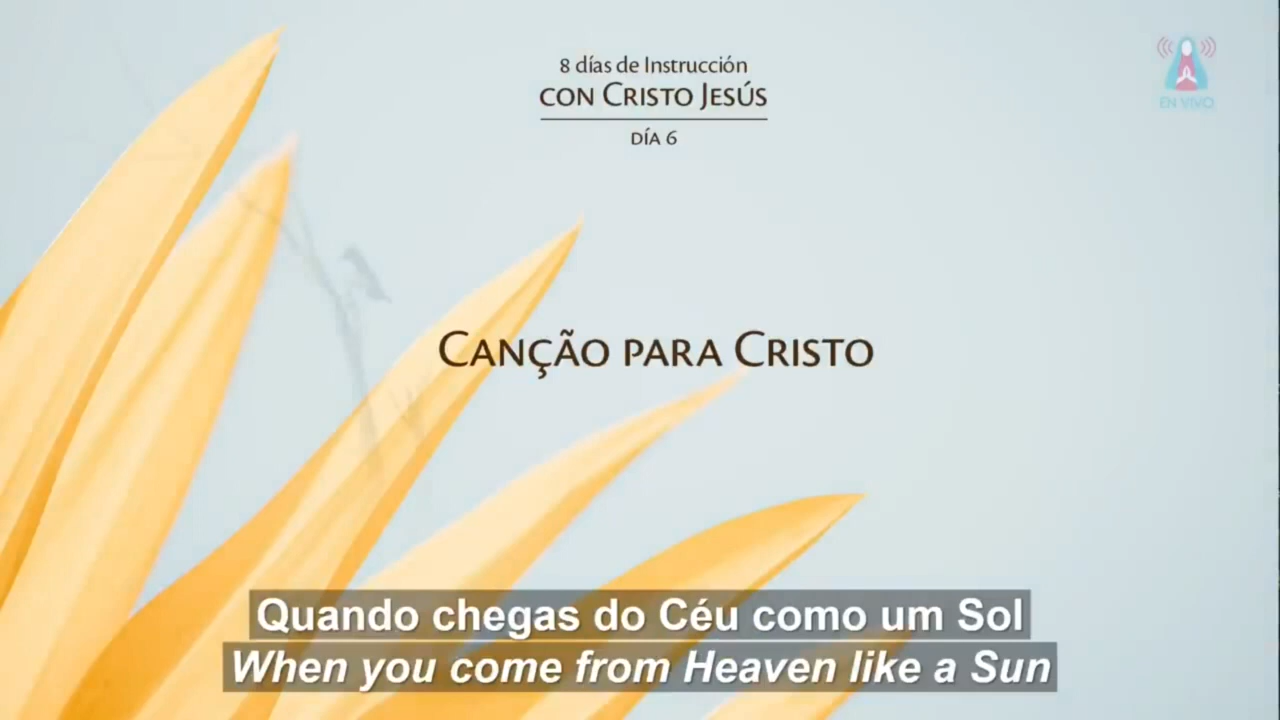 8 días de Instrucción
CON CRISTO JESÚS
DÍA 6
EN VIVO
CANÇÃO PARA CRISTO
Quando chegas do Céu como um Sol
When you come from Heaven like a Sun